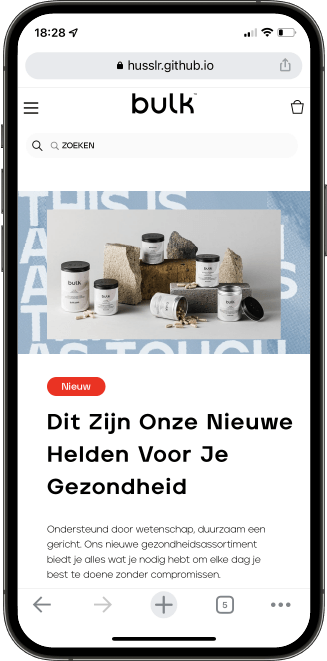 18:28
husslr.github.io
bulk™
ZOEKEN
THIS IS
bulk
bulk
bulk
bulk
bulk
AS TOUGH
Nieuw
Dit Zijn Onze Nieuwe
Helden Voor Je
Gezondheid
Ondersteund door wetenschap, duurzaam een
gericht. Ons nieuwe gezondheidsassortiment
biedt je alles wat je nodig hebt om elke dag je
best te doene zonder compromissen.
5